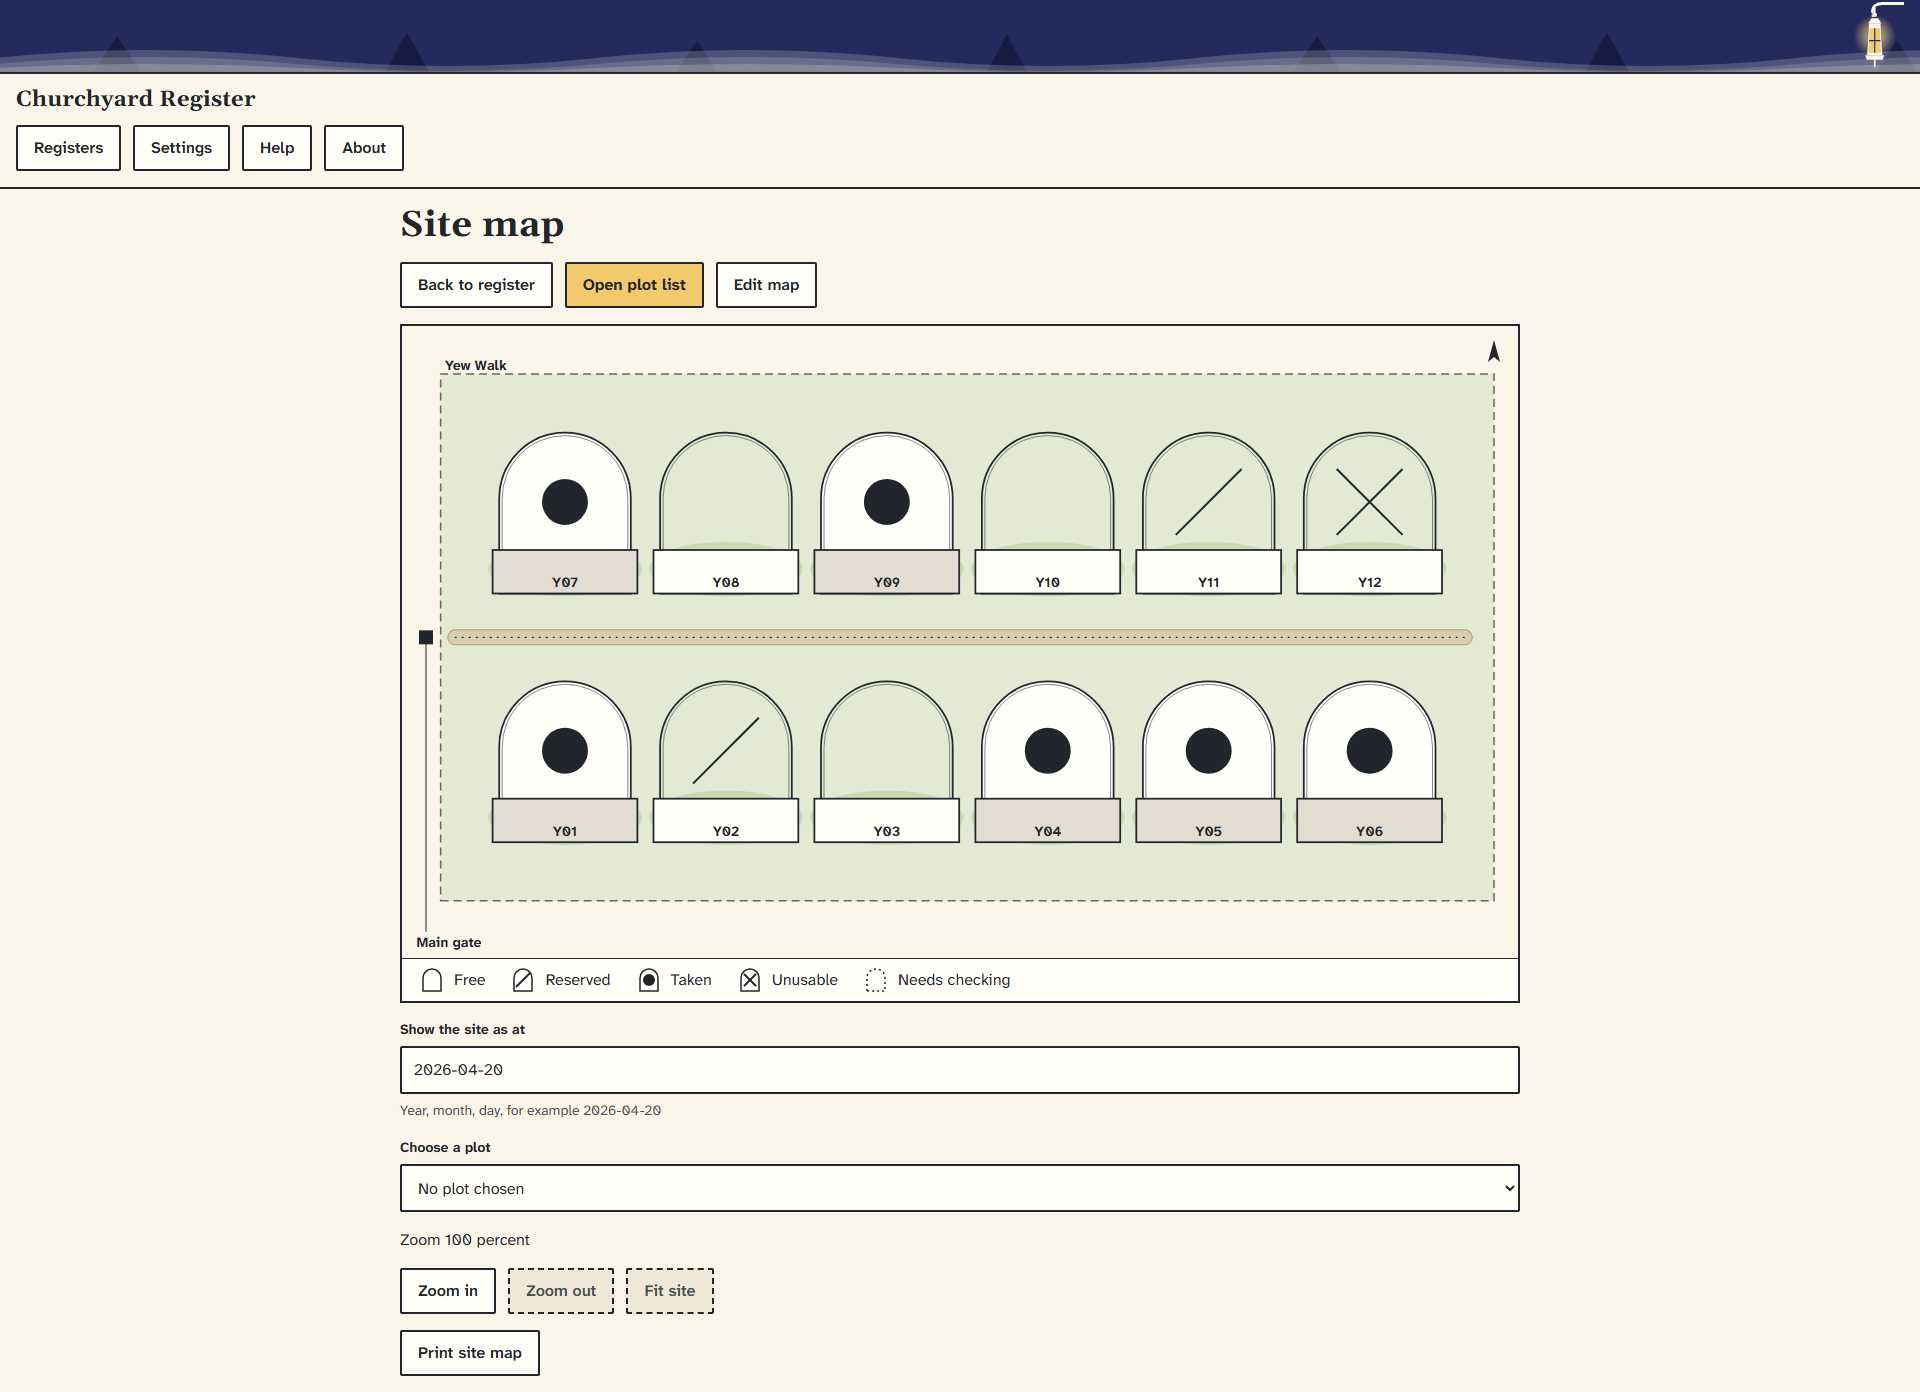 Churchyard Register
Registers Settings Help About
Site map
Back to register Open plot list Edit map
Yew Walk
Y07 Y08 Y09 Y10 Y11 Y12
Y01 Y02 Y03 Y04 Y05 Y06
Main gate
Free Reserved Taken Unusable Needs checking
Show the site as at
2026-04-20
Year, month, day, for example 2026-04-20
Choose a plot
No plot chosen
Zoom 100 percent
Zoom in Zoom out Fit site
Print site map